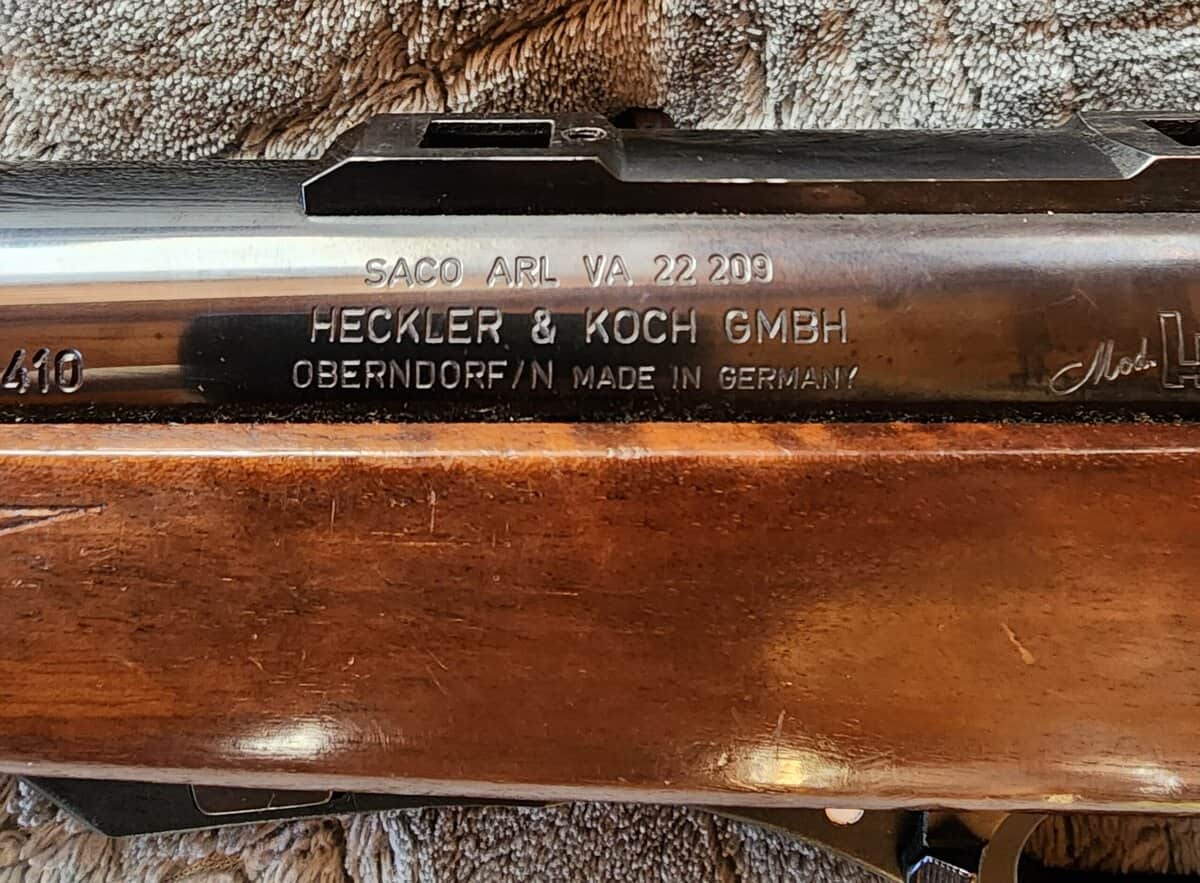 SACO ARL VA 22 209
HECKLER & KOCH GMBH
OBERNDORF/N MADE IN GERMANY
410
Mod.